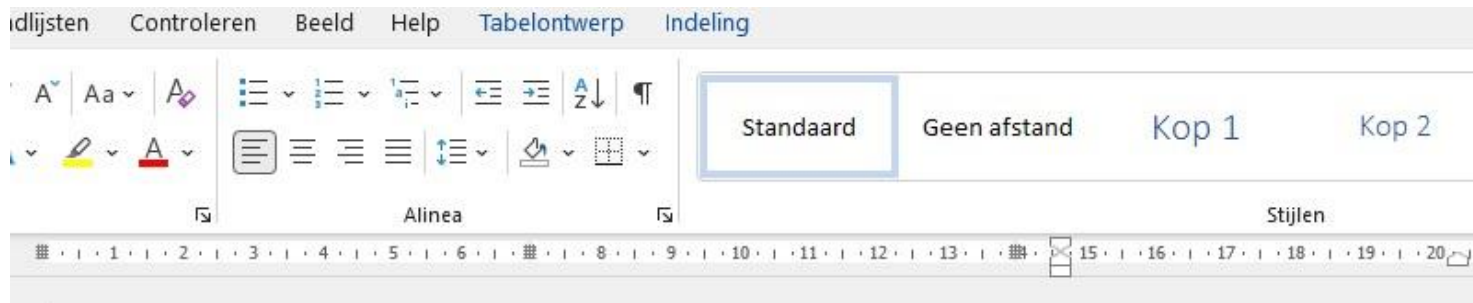 dlijsten Controleren Beeld Help Tabelontwerp Indeling
A Aa A
A
Standaard Geen afstand Kop 1 Kop 2
Alinea Stijlen
1 2 3 4 5 6 8 9 10 11 12 13 15 16 17 18 19 20